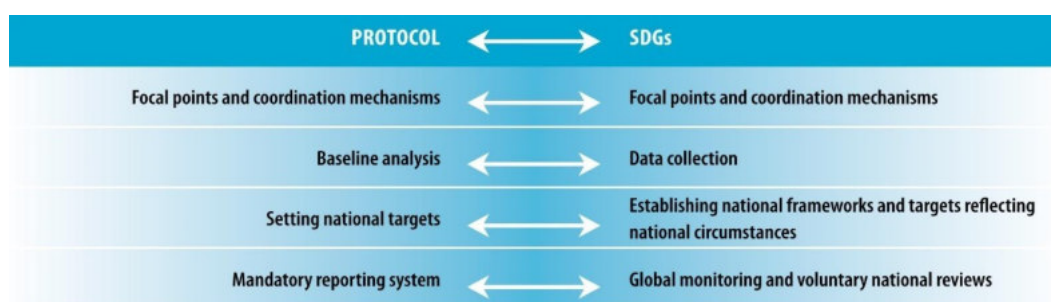 PROTOCOL SDGs
Focal points and coordination mechanisms Focal points and coordination mechanisms
Baseline analysis Data collection
Setting national targets Establishing national frameworks and targets reflecting
national circumstances
Mandatory reporting system Global monitoring and voluntary national reviews